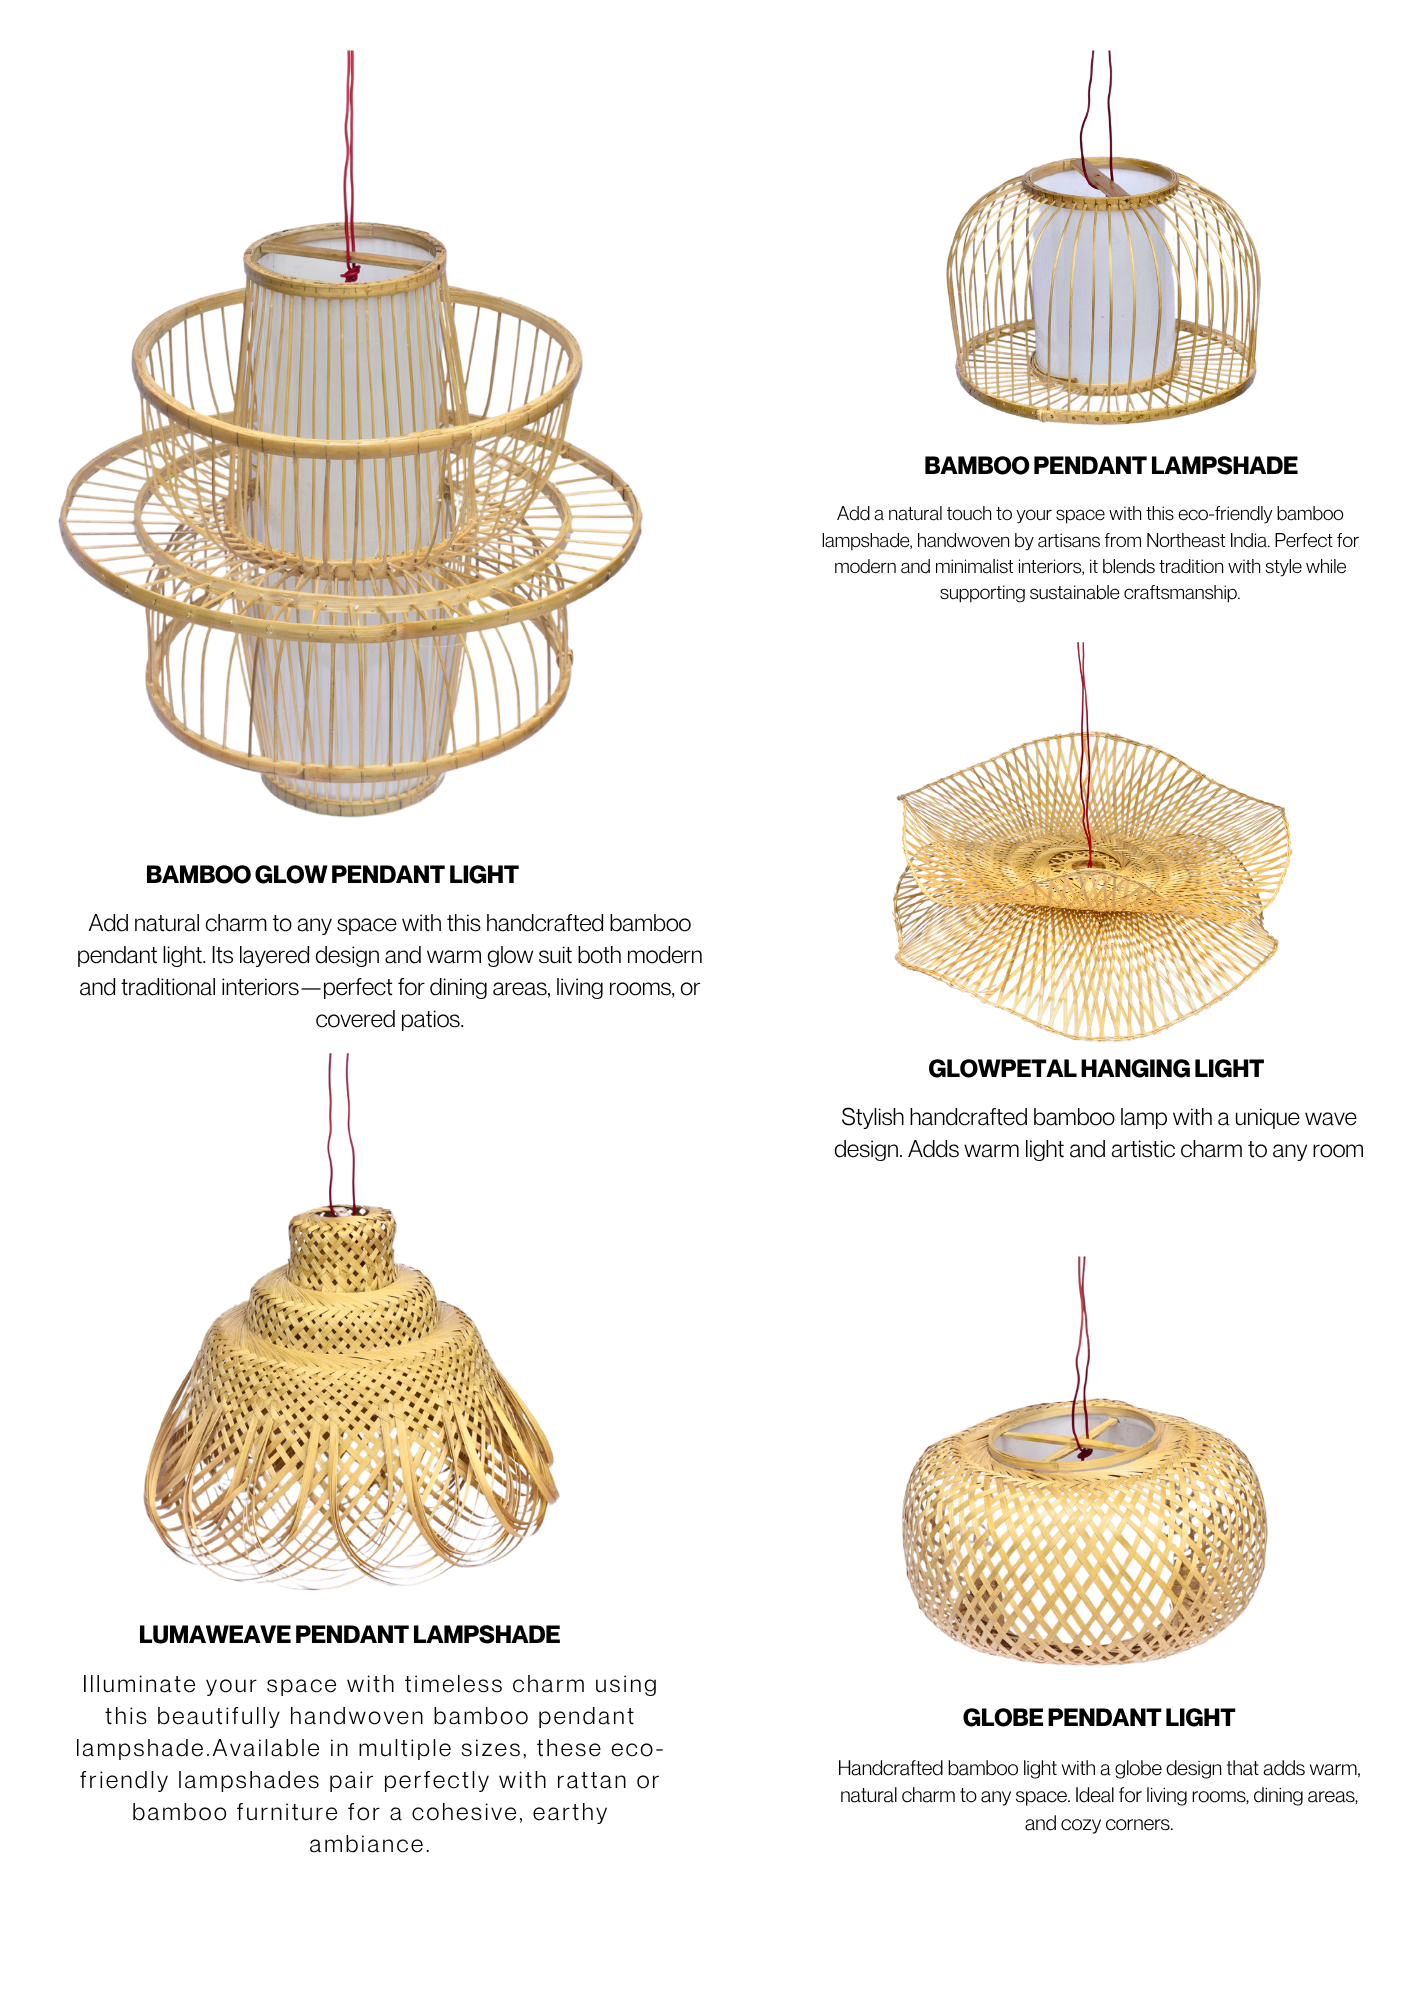 BAMBOO GLOW PENDANT LIGHT
Add natural charm to any space with this handcrafted bamboo
pendant light. Its layered design and warm glow suit both modern
and traditional interiors—perfect for dining areas, living rooms, or
covered patios.
LUMAWEAVE PENDANT LAMPSHADE
Illuminate your space with timeless charm using
this beautifully handwoven bamboo pendant
lampshade.Available in multiple sizes, these eco-
friendly lampshades pair perfectly with rattan or
bamboo furniture for a cohesive, earthy
ambiance.
BAMBOO PENDANT LAMPSHADE
Add a natural touch to your space with this eco-friendly bamboo
lampshade, handwoven by artisans from Northeast India. Perfect for
modern and minimalist interiors, it blends tradition with style while
supporting sustainable craftsmanship.
GLOWPETAL HANGING LIGHT
Stylish handcrafted bamboo lamp with a unique wave
design. Adds warm light and artistic charm to any room
GLOBE PENDANT LIGHT
Handcrafted bamboo light with a globe design that adds warm,
natural charm to any space. Ideal for living rooms, dining areas,
and cozy corners.